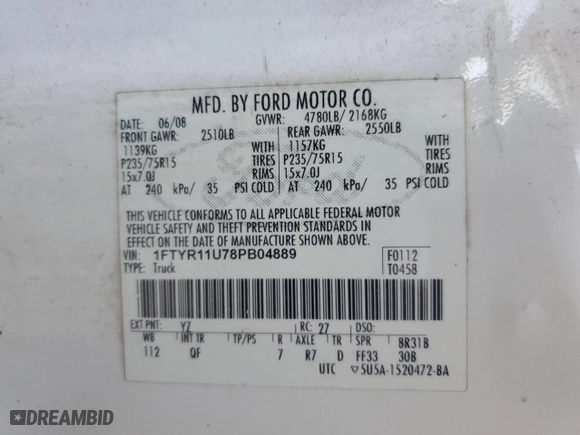 MFD. BY FORD MOTOR CO.
DATE: 06/08 GVWR: 4780LB/ 2168KG
FRONT GAWR: 2510LB REAR GAWR: 2550LB
1139KG WITH 1157KG WITH
P235/75R15 TIRES P235/75R15 TIRES
15x7.0J RIMS 15x7.0J RIMS
AT 240 kPa/ 35 PSI COLD AT 240 kPa/ 35 PSI COLD
THIS VEHICLE CONFORMS TO ALL APPLICABLE FEDERAL MOTOR
VEHICLE SAFETY AND THEFT PREVENTION STANDARDS IN
EFFECT ON THE DATE OF MANUFACTURE SHOWN ABOVE.
VIN: 1FTYR11U78PB04889 F0112
TYPE: Truck T0458
EXT PNT: YZ RC: 27 DSO:
WB INT TR TP/PS R AXLE TR SPR 8R31B
112 QF 7 R7 D FF33 30B
UTC ▽5U5A-1520472-BA
DREAMBID